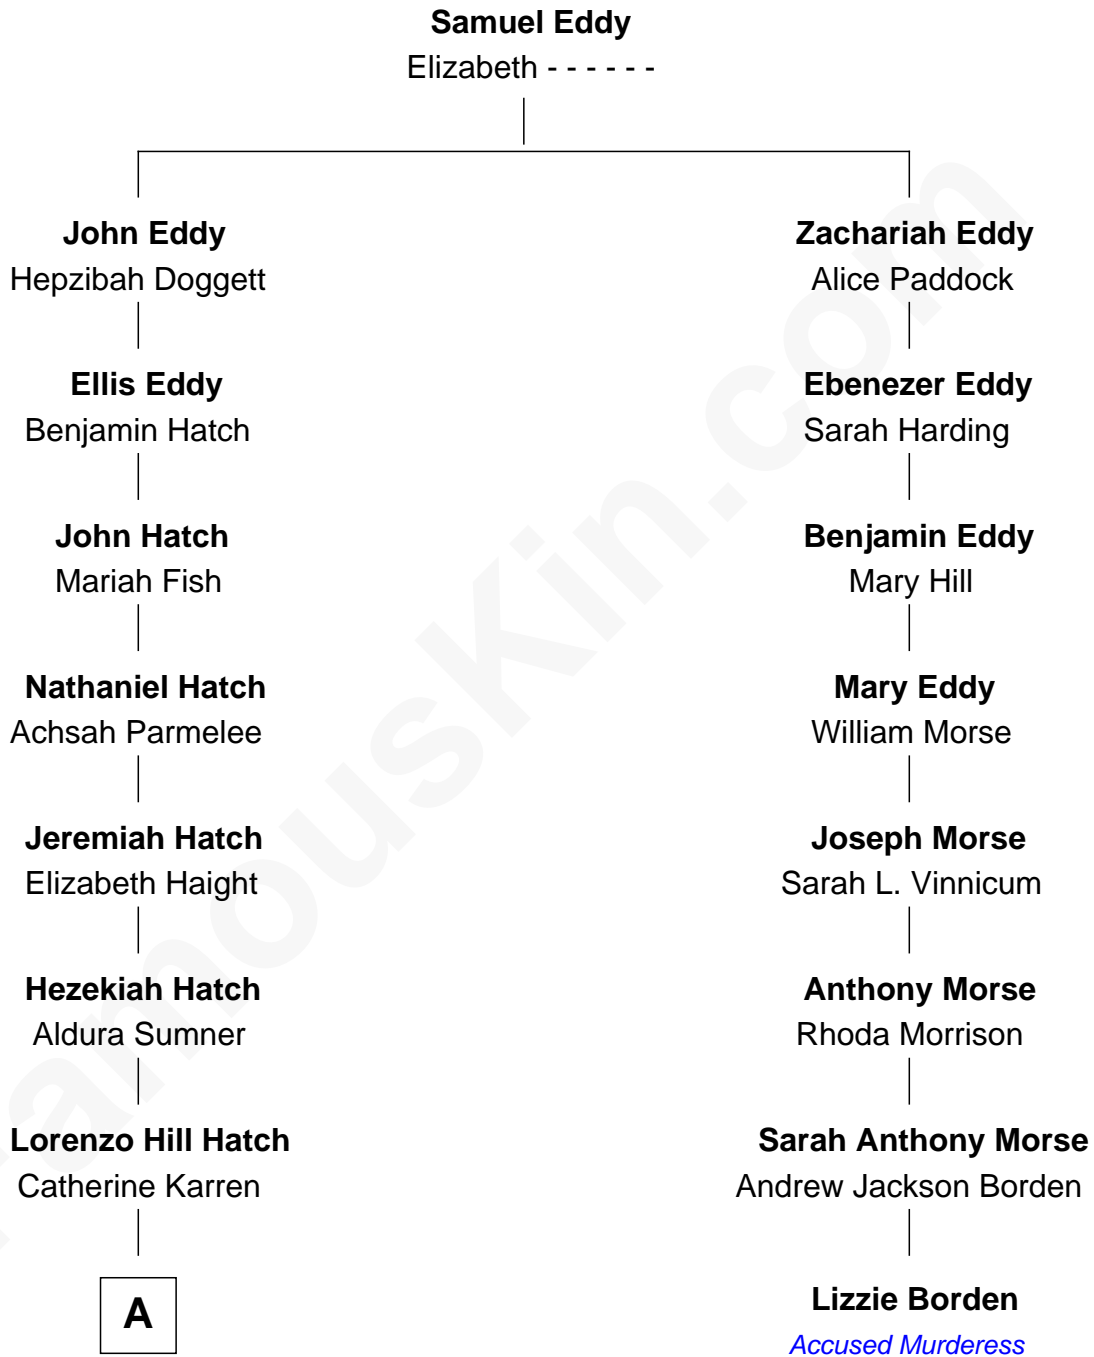 Samuel Eddy
Elizabeth - - - - - -
John Eddy
Hepzibah Doggett
Zachariah Eddy
Alice Paddock
Ellis Eddy
Benjamin Hatch
Ebenezer Eddy
Sarah Harding
John Hatch
Mariah Fish
Benjamin Eddy
Mary Hill
Nathaniel Hatch
Achsah Parmelee
Mary Eddy
William Morse
Jeremiah Hatch
Elizabeth Haight
Joseph Morse
Sarah L. Vinnicum
Hezekiah Hatch
Aldura Sumner
Anthony Morse
Rhoda Morrison
Lorenzo Hill Hatch
Catherine Karren
Sarah Anthony Morse
Andrew Jackson Borden
A
Lizzie Borden
Accused Murderess
FamousKin.com